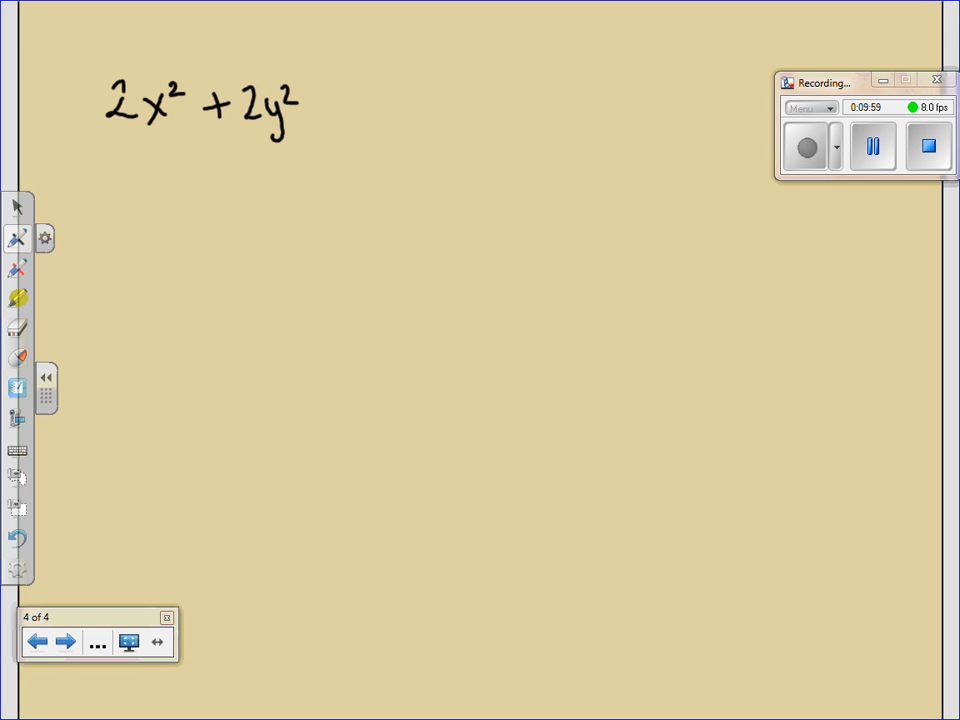 2x² + 2y²
Recording...
Menu
0:09:59
8.0 fps
4 of 4
...